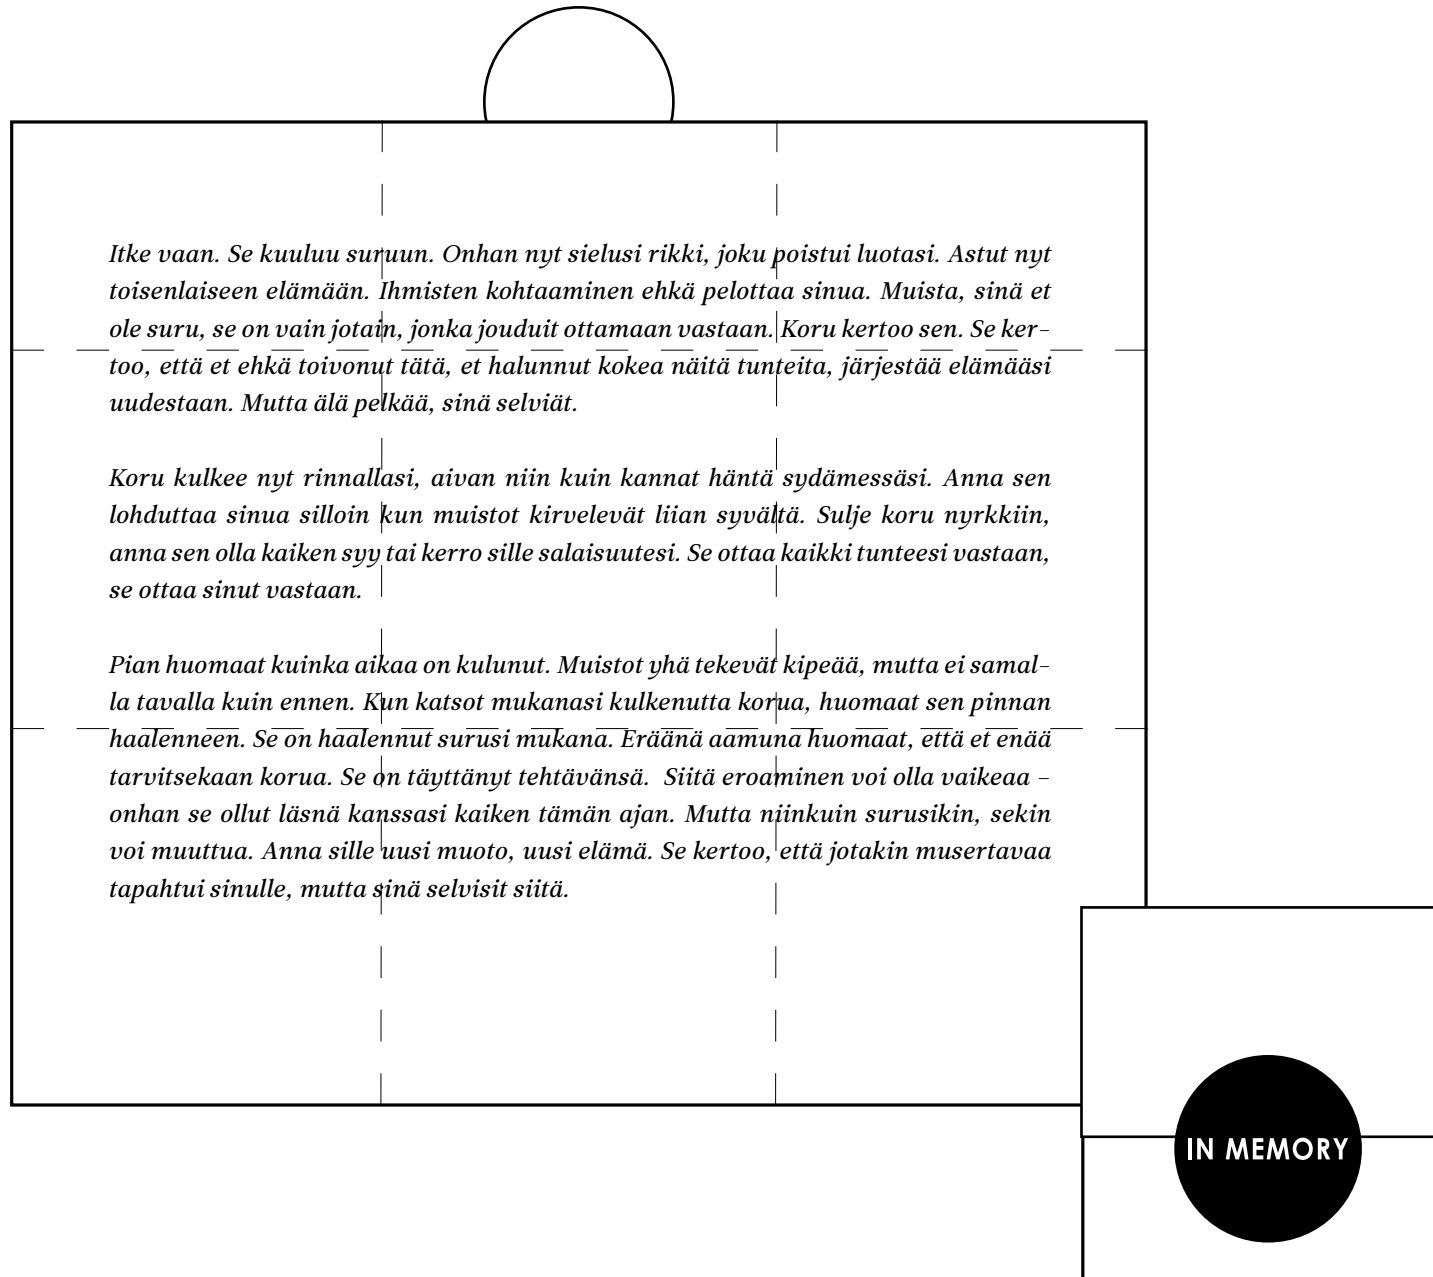 Itke vaan. Se kuuluu suruun. Onhan nyt sielusi rikki, joku poistui luotasi. Astut nyt
toisenlaiseen elämään. Ihmisten kohtaaminen ehkä pelottaa sinua. Muista, sinä et
ole suru, se on vain jotain, jonka jouduit ottamaan vastaan. Koru kertoo sen. Se ker-
too, että et ehkä toivonut tätä, et halunnut kokea näitä tunteita, järjestää elämääsi
uudestaan. Mutta älä pelkää, sinä selviät.
Koru kulkee nyt rinnallasi, aivan niin kuin kannat häntä sydämessäsi. Anna sen
lohduttaa sinua silloin kun muistot kirvelevät liian syvältä. Sulje koru nyrkkiin,
anna sen olla kaiken syy tai kerro sille salaisuutesi. Se ottaa kaikki tunteesi vastaan,
se ottaa sinut vastaan.
Pian huomaat kuinka aikaa on kulunut. Muistot yhä tekevät kipeää, mutta ei samal-
la tavalla kuin ennen. Kun katsot mukanasi kulkenutta korua, huomaat sen pinnan
haalenneen. Se on haalennut surusi mukana. Eräänä aamuna huomaat, että et enää
tarvitsekaan korua. Se on täyttänyt tehtävänsä.  Siitä eroaminen voi olla vaikeaa –
onhan se ollut läsnä kanssasi kaiken tämän ajan. Mutta niinkuin surusikin, sekin
voi muuttua. Anna sille uusi muoto, uusi elämä. Se kertoo, että jotakin musertavaa
tapahtui sinulle, mutta sinä selvisit siitä.
IN MEMORY